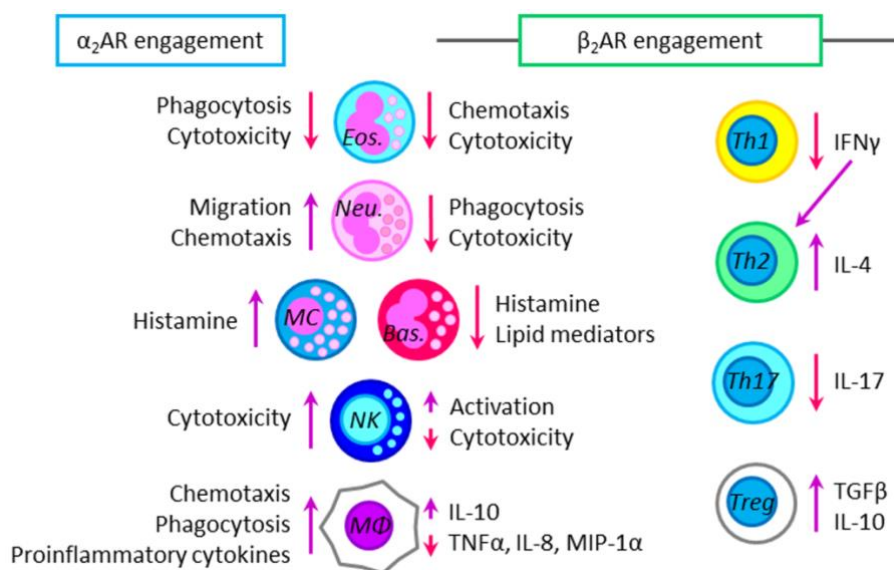 α₂AR engagement
β₂AR engagement
Phagocytosis
Cytotoxicity
Eos.
Chemotaxis
Cytotoxicity
Migration
Chemotaxis
Neu.
Phagocytosis
Cytotoxicity
Histamine
MC
Bas.
Histamine
Lipid mediators
Cytotoxicity
NK
Activation
Cytotoxicity
Chemotaxis
Phagocytosis
Proinflammatory cytokines
MΦ
IL-10
TNFα, IL-8, MIP-1α
Th1
IFNγ
Th2
IL-4
Th17
IL-17
Treg
TGFβ
IL-10